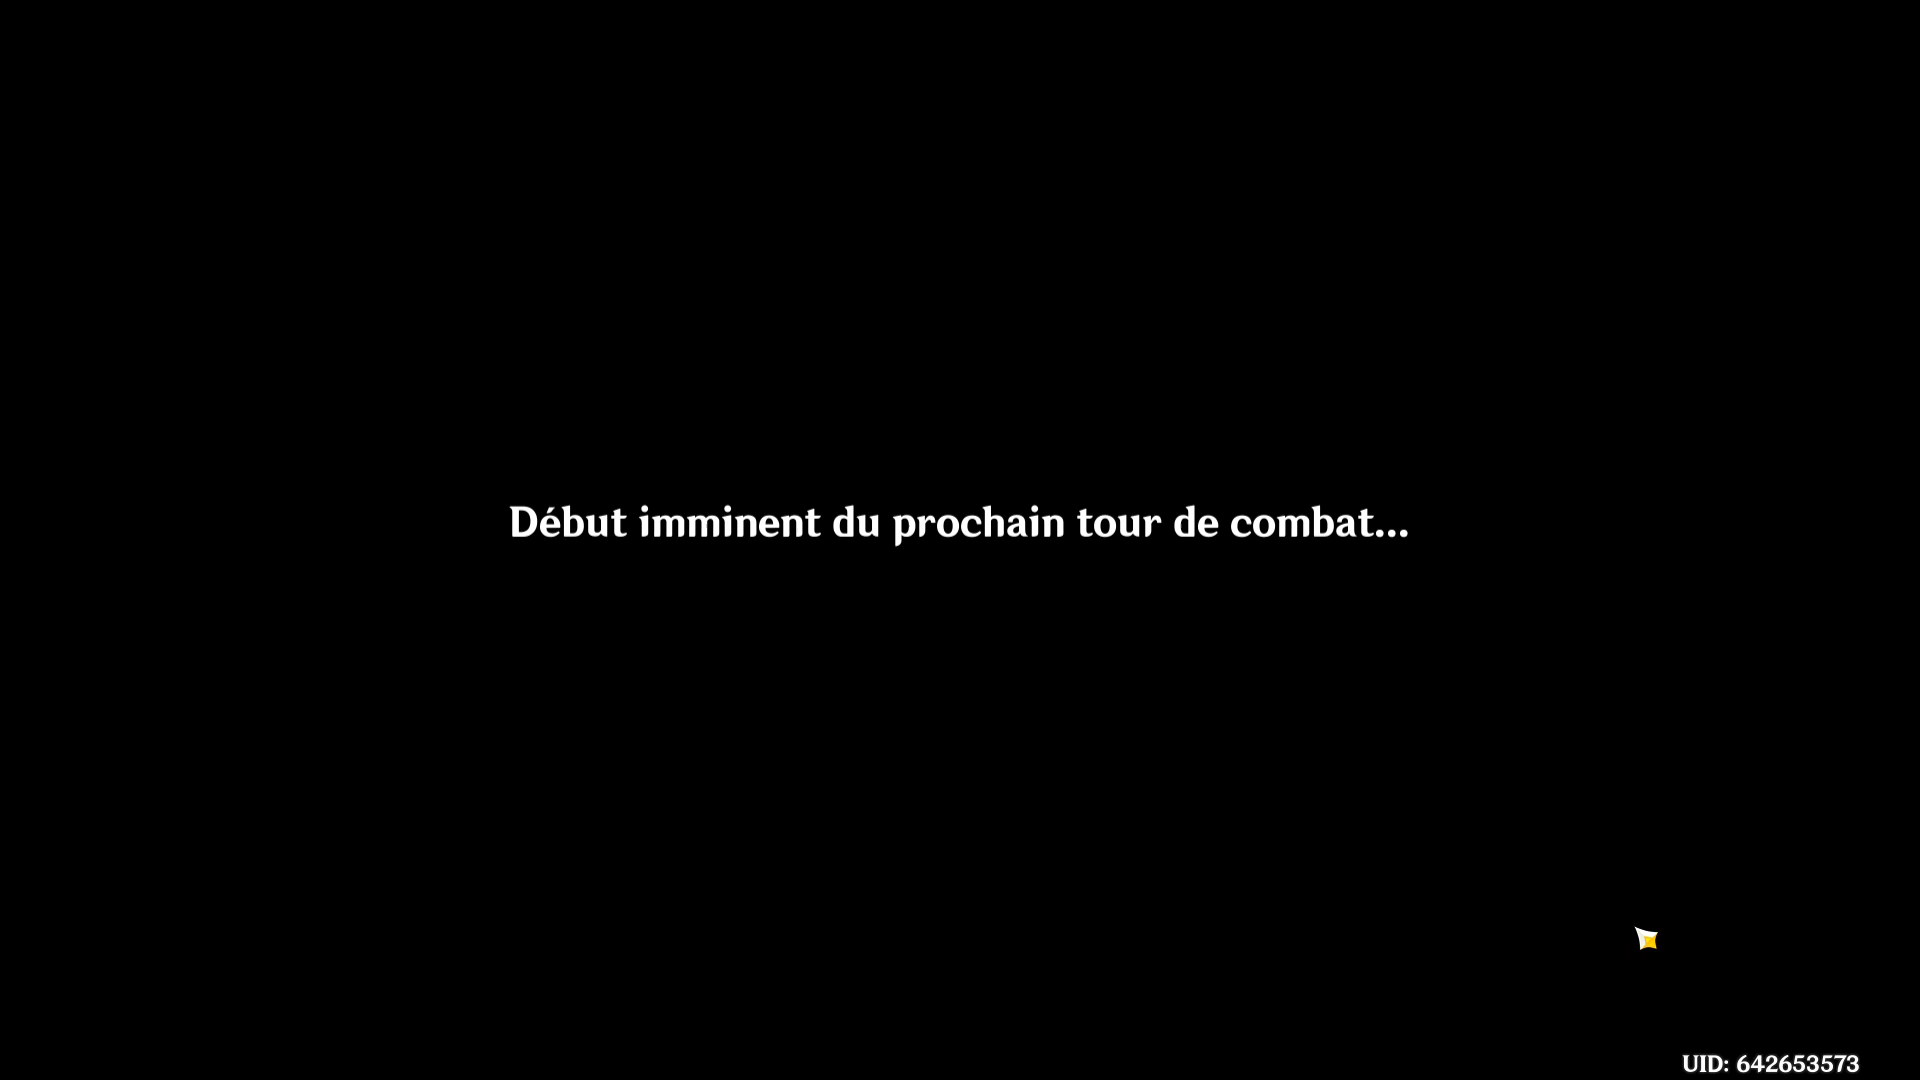 Début imminent du prochain tour de combat...
UID: 642653573